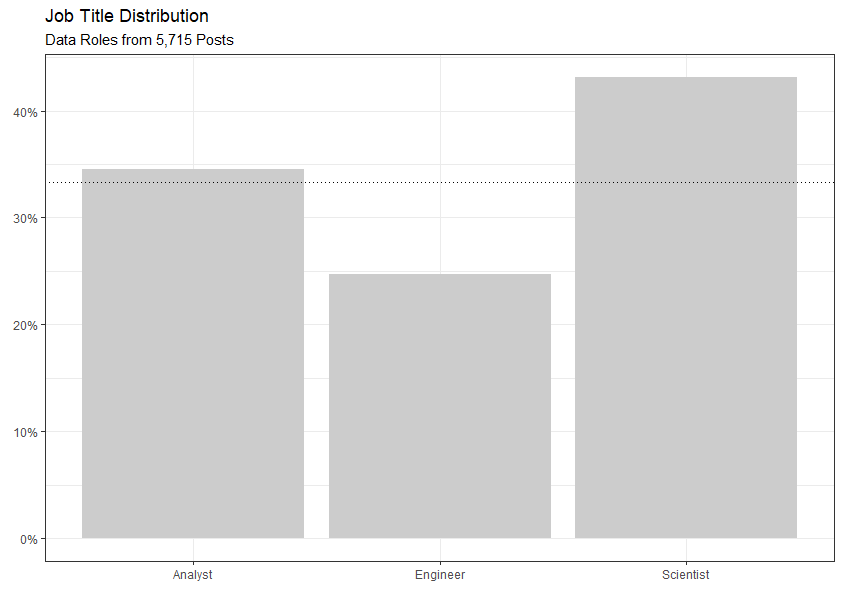 Job Title Distribution
Data Roles from 5,715 Posts
40%
30%
20%
10%
0%
Analyst Engineer Scientist